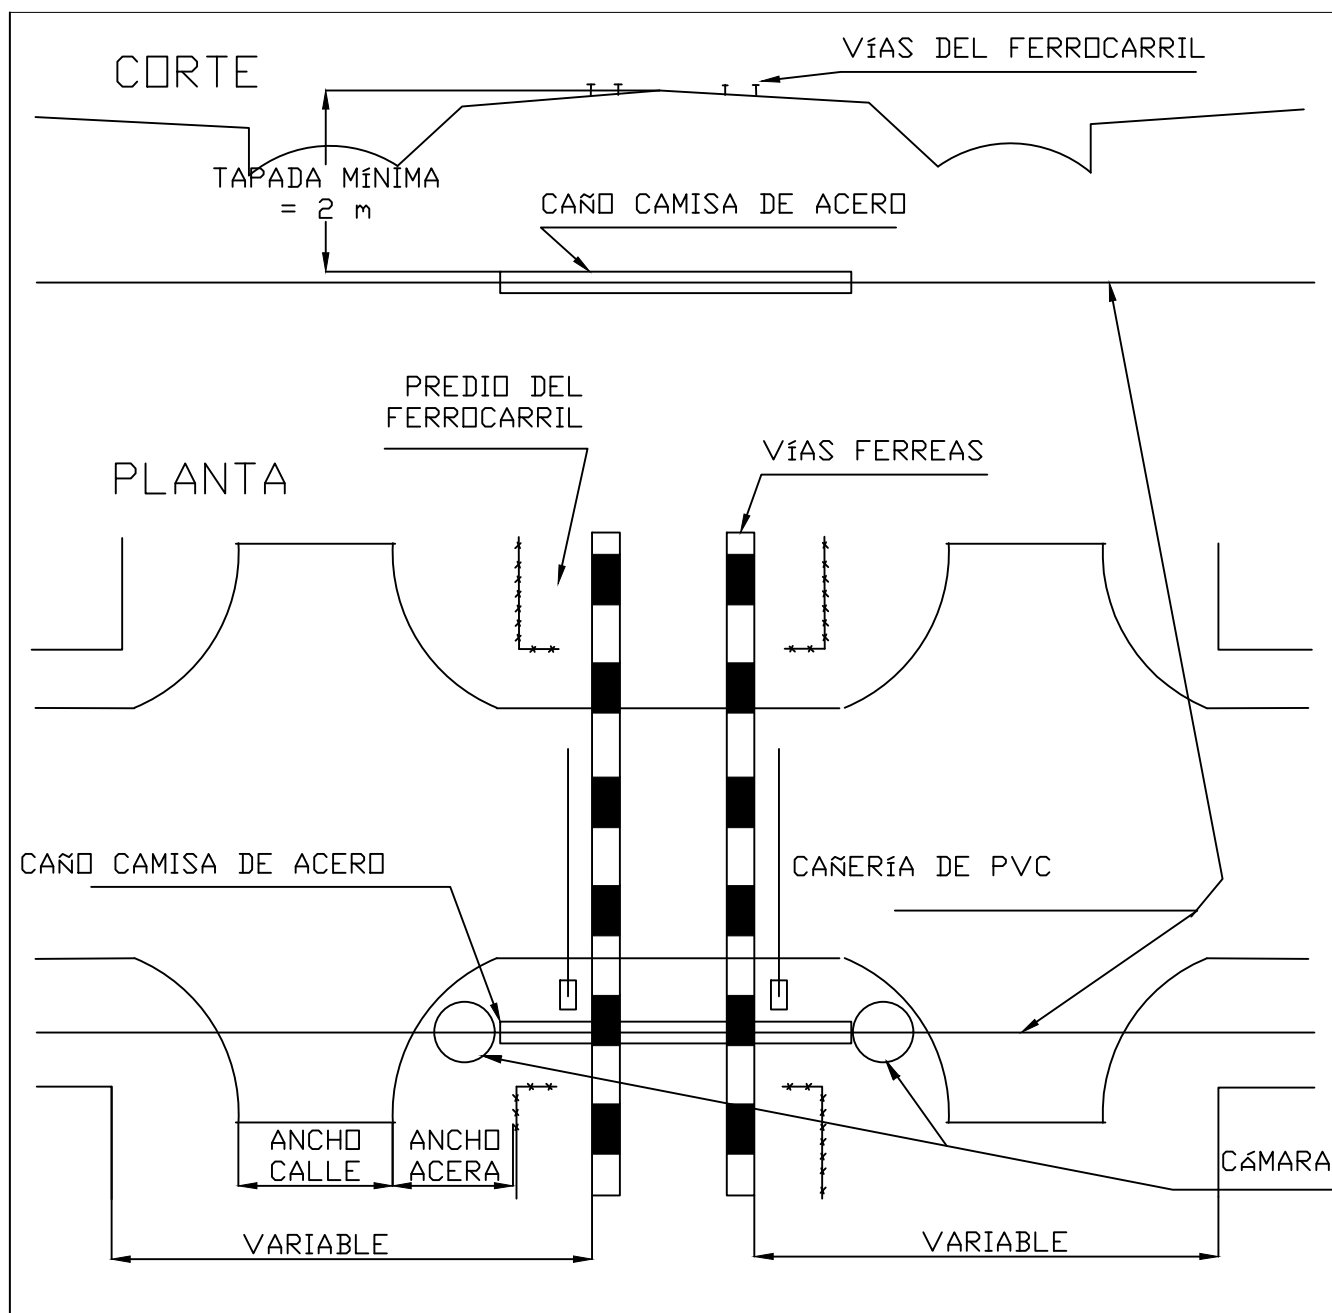 CORTE
VíAS DEL FERROCARRIL
TAPADA MíNIMA
= 2 m
CAÑO CAMISA DE ACERO
PREDIO DEL
FERROCARRIL
PLANTA
VíAS FERREAS
CAÑO CAMISA DE ACERO
CAÑERíA DE PVC
ANCHO
CALLE
ANCHO
ACERA
CáMARA
VARIABLE
VARIABLE